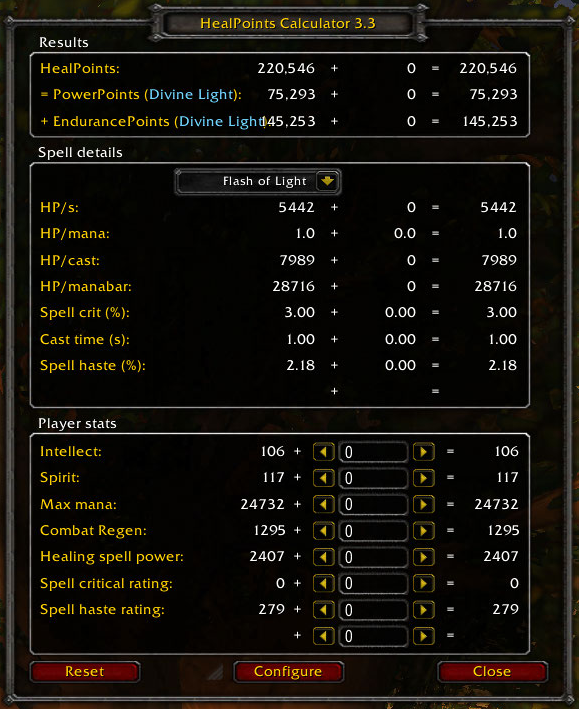 HealPoints Calculator 3.3
Results
HealPoints: 220,546 + 0 = 220,546
= PowerPoints (Divine Light): 75,293 + 0 = 75,293
+ EndurancePoints (Divine Light 145,253 + 0 = 145,253
Spell details
Flash of Light
HP/s: 5442 + 0 = 5442
HP/mana: 1.0 + 0.0 = 1.0
HP/cast: 7989 + 0 = 7989
HP/manabar: 28716 + 0 = 28716
Spell crit (%): 3.00 + 0.00 = 3.00
Cast time (s): 1.00 + 0.00 = 1.00
Spell haste (%): 2.18 + 0.00 = 2.18
+ =
Player stats
Intellect: 106 + 0 = 106
Spirit: 117 + 0 = 117
Max mana: 24732 + 0 = 24732
Combat Regen: 1295 + 0 = 1295
Healing spell power: 2407 + 0 = 2407
Spell critical rating: 0 + 0 = 0
Spell haste rating: 279 + 0 = 279
+ 0 =
Reset Configure Close